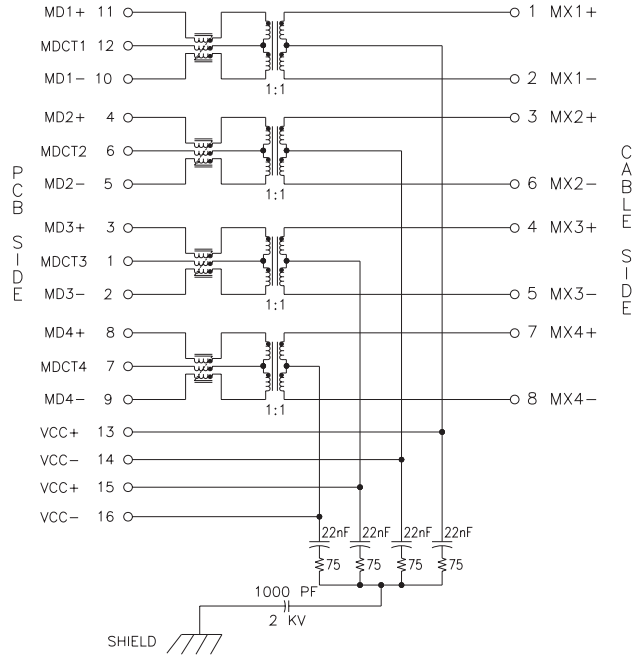 MD1+ 11 1 MX1+
MDCT1 12
MD1- 10 2 MX1-
1:1
MD2+ 4 3 MX2+
MDCT2 6
MD2- 5 6 MX2-
1:1
PCB SIDE
CABLE SIDE
MD3+ 3 4 MX3+
MDCT3 1
MD3- 2 5 MX3-
1:1
MD4+ 8 7 MX4+
MDCT4 7
MD4- 9 8 MX4-
1:1
VCC+ 13
VCC- 14
VCC+ 15
VCC- 16
22nF 22nF 22nF 22nF
75 75 75 75
1000 PF
2 KV
SHIELD